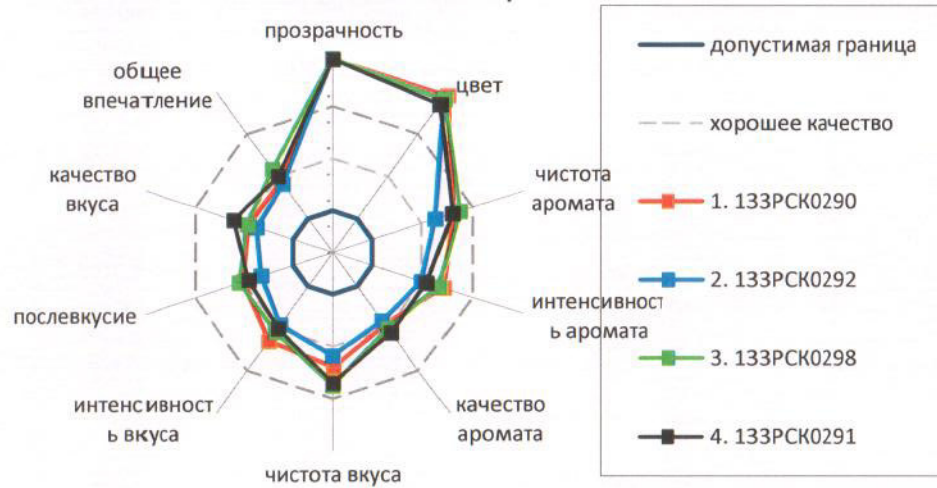 прозрачность
цвет
чистота
аромата
интенсивност
ь аромата
качество
аромата
чистота вкуса
интенсивност
ь вкуса
послевкусие
качество
вкуса
общее
впечатление
допустимая граница
хорошее качество
1. 133РСК0290
2. 133РСК0292
3. 133РСК0298
4. 133РСК0291